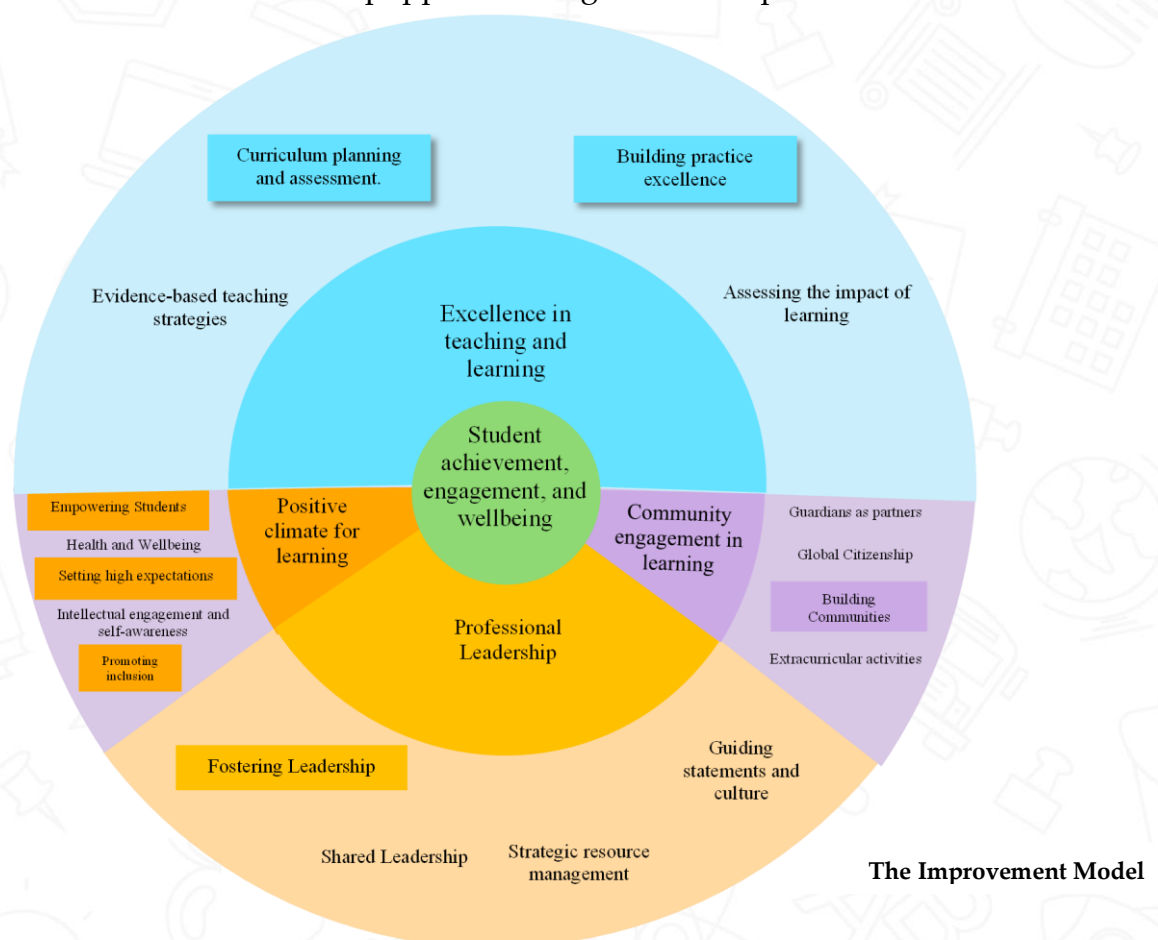 Curriculum planning
and assessment.
Building practice
excellence
Evidence-based teaching
strategies
Assessing the impact of
learning
Excellence in
teaching and
learning
Student
achievement,
engagement, and
wellbeing
Positive
climate for
learning
Community
engagement in
learning
Professional
Leadership
Empowering Students
Health and Wellbeing
Setting high expectations
Intellectual engagement and
self-awareness
Promoting
inclusion
Guardians as partners
Global Citizenship
Building
Communities
Extracurricular activities
Fostering Leadership
Shared Leadership
Strategic resource
management
Guiding
statements and
culture
The Improvement Model